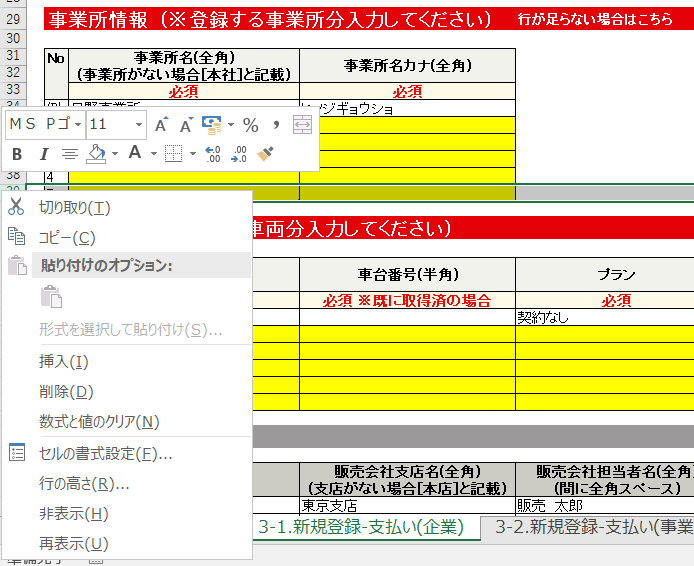 28
29
30
31
32
33
34
38
39
事業所情報（※登録する事業所分入力してください） 行が足らない場合はこちら
No
事業所名(全角)
(事業所がない場合[本社]と記載)
事業所名カナ(全角)
必須
必須
ジギョウショ
4
ＭＳ Ｐゴ
11
%
B
I
A
切り取り(T)
コピー(C)
貼り付けのオプション:
形式を選択して貼り付け(S)...
挿入(I)
削除(D)
数式と値のクリア(N)
セルの書式設定(F)...
行の高さ(R)...
非表示(H)
再表示(U)
車両分入力してください）
車台番号(半角)
プラン
必須 ※既に取得済の場合
必須
契約なし
販売会社支店名(全角)
(支店がない場合[本店]と記載)
販売会社担当者名(全角)
(間に全角スペース)
東京支店
販売 太郎
3-1.新規登録-支払い(企業)
3-2.新規登録-支払い(事業